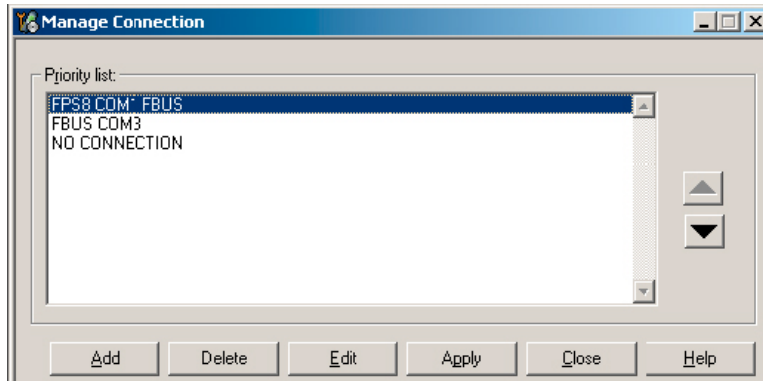 Manage Connection
Priority list:
FPS8 COM1 FBUS
FBUS COM3
NO CONNECTION
Add Delete Edit Apply Close Help